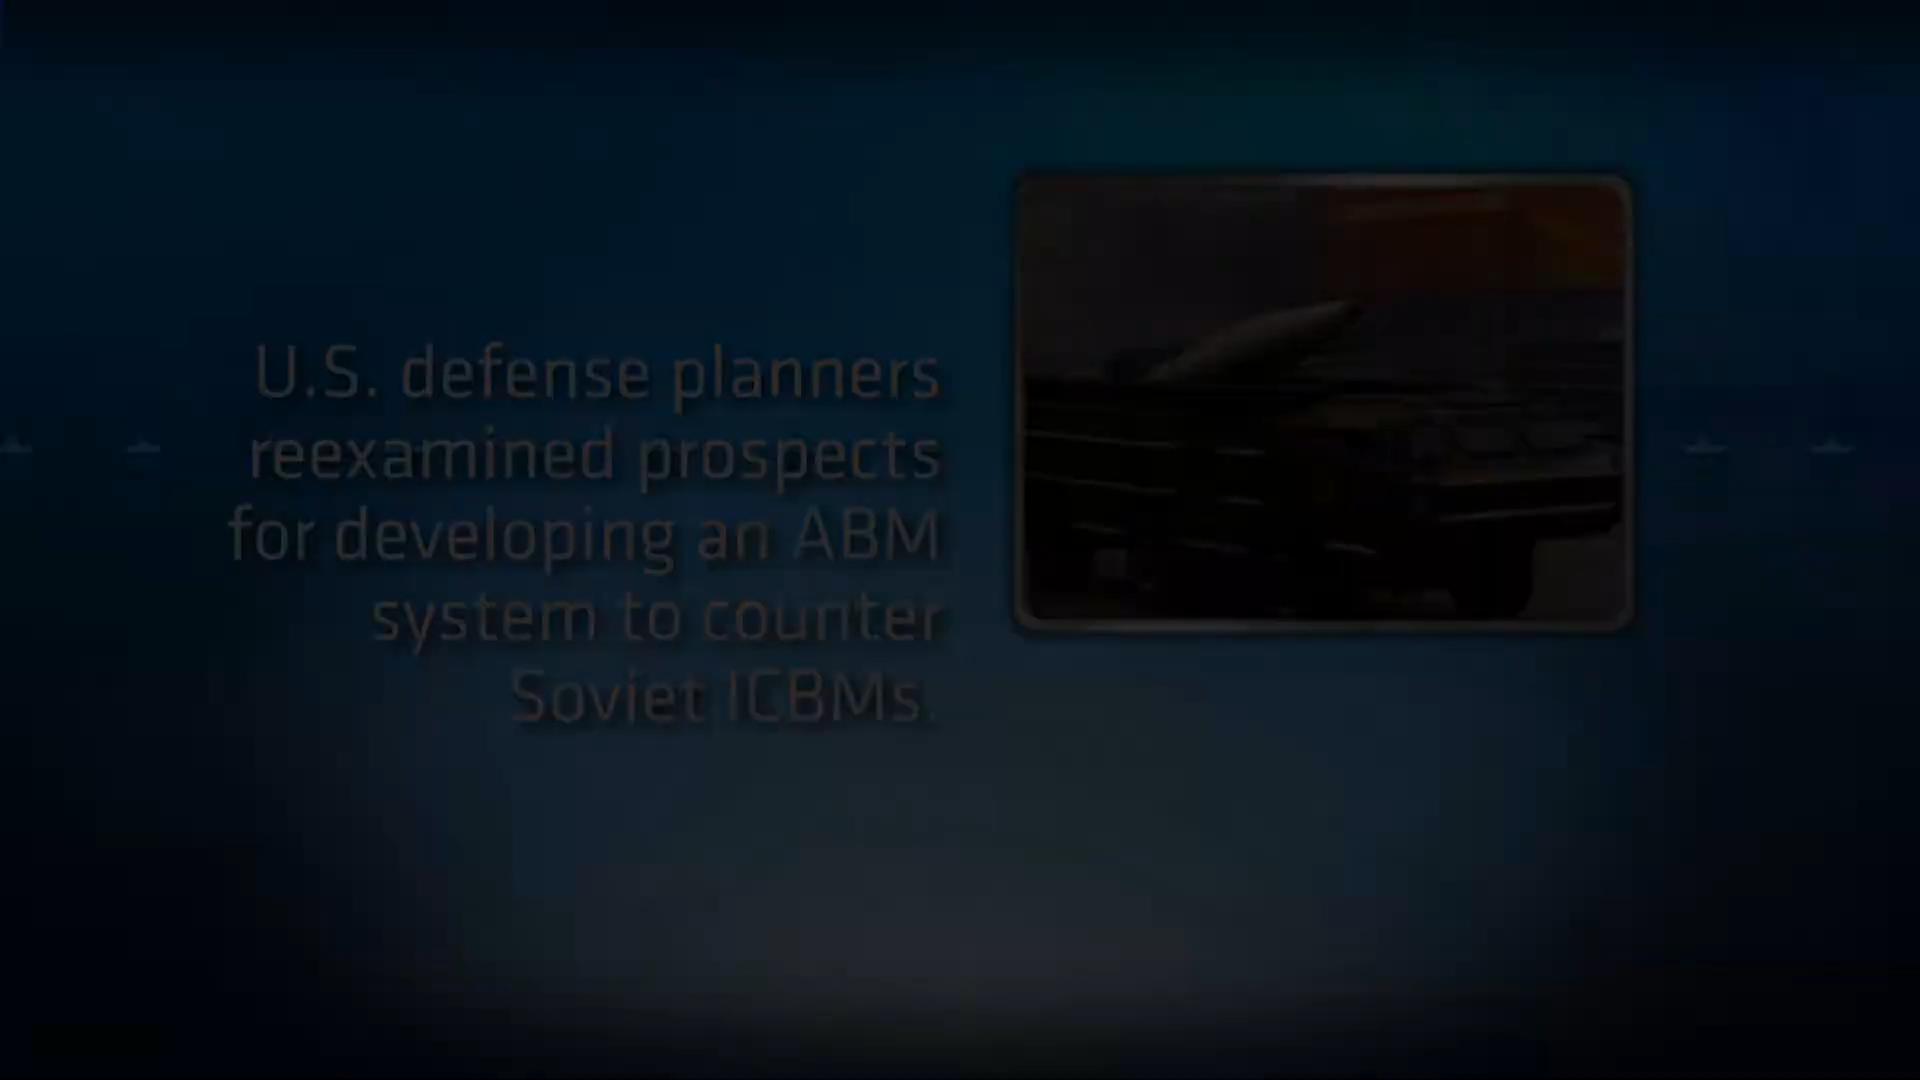 U.S. defense planners
reexamined prospects
for developing an ABM
system to counter
Soviet ICBMs.